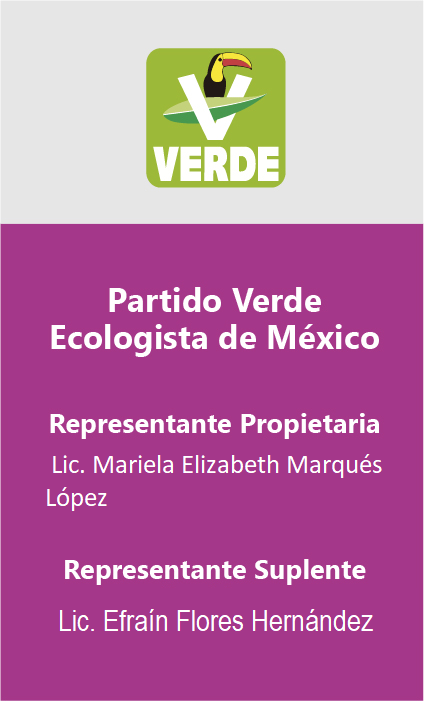 V
VERDE
Partido Verde
Ecologista de México
Representante Propietaria
Lic. Mariela Elizabeth Marqués
López
Representante Suplente
Lic. Efraín Flores Hernández